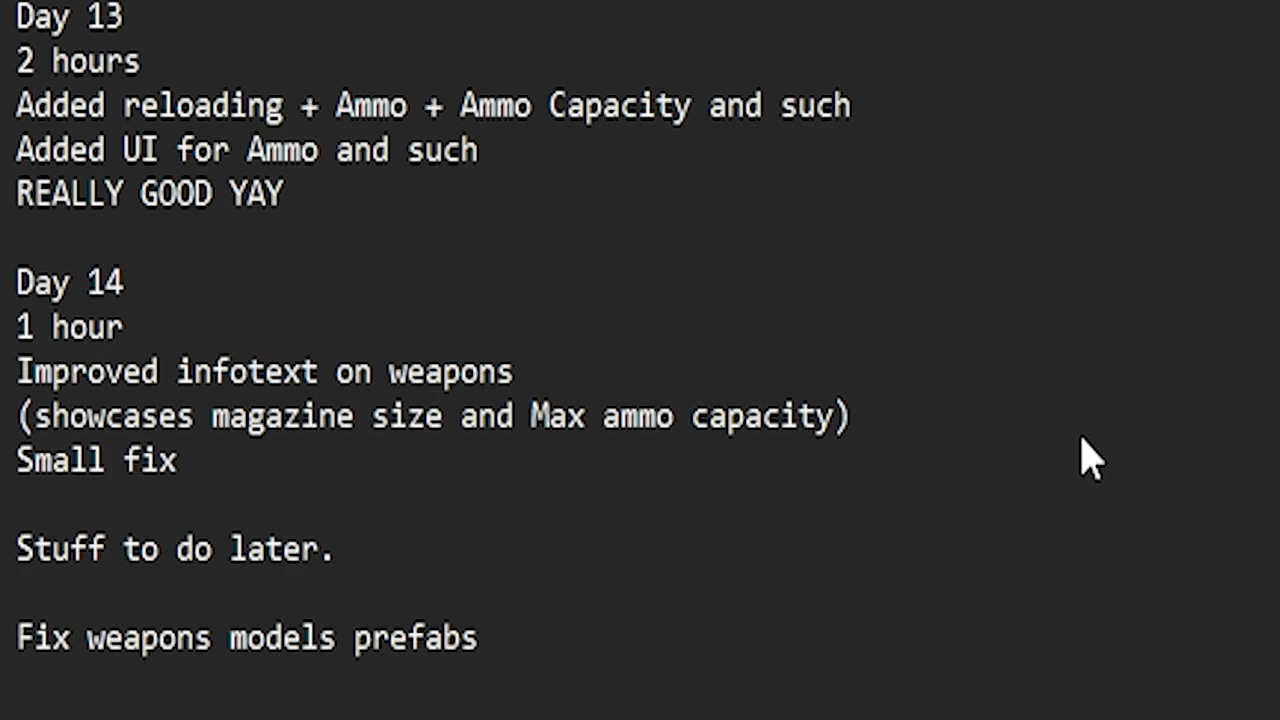 Day 13
2 hours
Added reloading + Ammo + Ammo Capacity and such
Added UI for Ammo and such
REALLY GOOD YAY
Day 14
1 hour
Improved infotext on weapons
(showcases magazine size and Max ammo capacity)
Small fix
Stuff to do later.
Fix weapons models prefabs